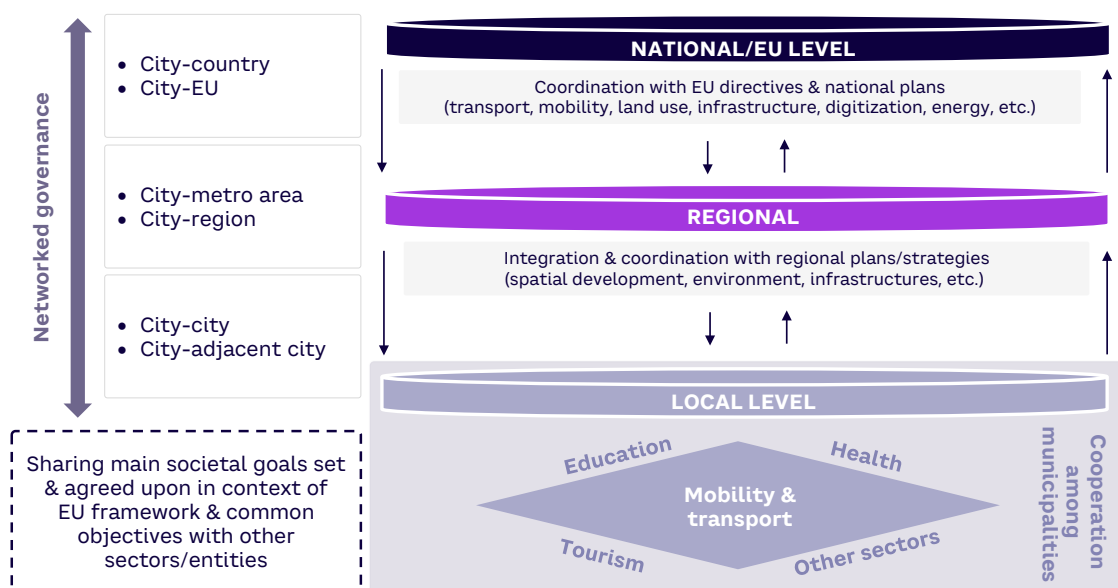 Networked governance
• City-country
• City-EU
• City-metro area
• City-region
• City-city
• City-adjacent city
Sharing main societal goals set
& agreed upon in context of
EU framework & common
objectives with other
sectors/entities
NATIONAL/EU LEVEL
Coordination with EU directives & national plans
(transport, mobility, land use, infrastructure, digitization, energy, etc.)
REGIONAL
Integration & coordination with regional plans/strategies
(spatial development, environment, infrastructures, etc.)
LOCAL LEVEL
Education
Health
Mobility &
transport
Tourism
Other sectors
Cooperation
among
municipalities